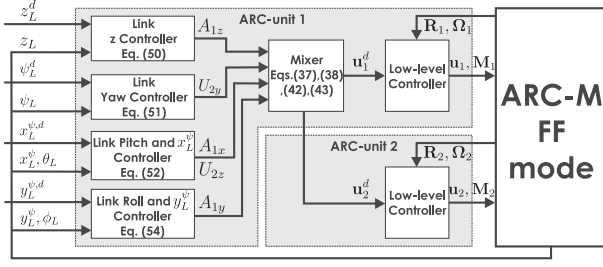 z_L^d
z_L
ψ_L^d
ψ_L
x_L^{ψ,d}
x_L^ψ, θ_L
y_L^{ψ,d}
y_L^ψ, ϕ_L
Link
z Controller
Eq. (50)
Link
Yaw Controller
Eq. (51)
Link Pitch and x_L^ψ
Controller
Eq. (52)
Link Roll and y_L^ψ
Controller
Eq. (54)
A_{1z}
U_{2y}
A_{1x}
U_{2z}
A_{1y}
ARC-unit 1
Mixer
Eqs.(37),(38)
,(42),(43)
u_1^d
Low-level
Controller
R_1, Ω_1
u_1, M_1
ARC-unit 2
u_2^d
Low-level
Controller
R_2, Ω_2
u_2, M_2
ARC-M
FF
mode